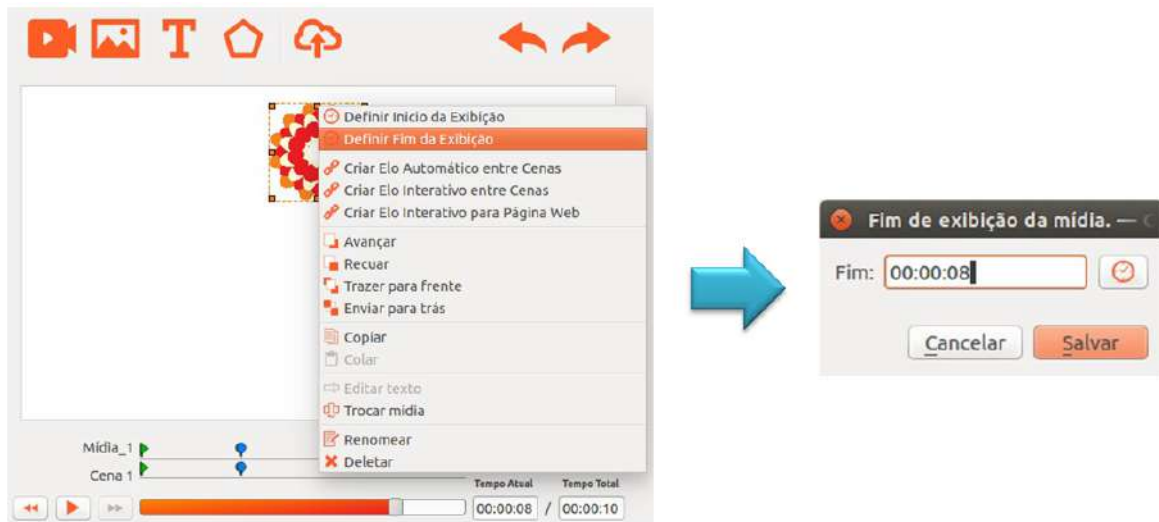 T
Definir Inicio da Exibição
Definir Fim da Exibição
Criar Elo Automático entre Cenas
Criar Elo Interativo entre Cenas
Criar Elo Interativo para Página Web
Avançar
Recuar
Trazer para frente
Enviar para trás
Copiar
Colar
Editar texto
Trocar mídia
Renomear
Deletar
Mídia_1
Cena 1
Tempo Atual Tempo Total
00:00:08 / 00:00:10
Fim de exibição da mídia. —
Fim: 00:00:08
Cancelar Salvar